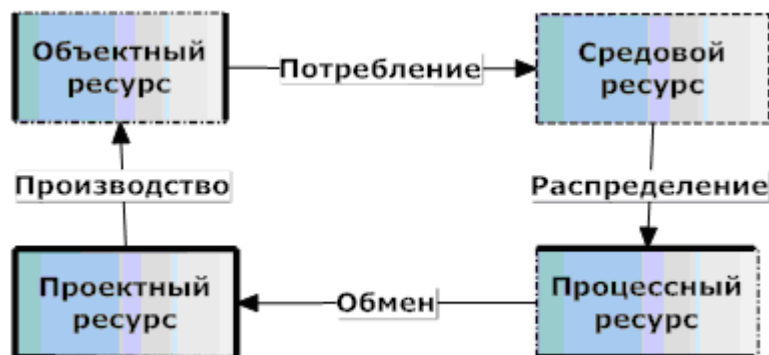 Объектный
ресурс
Потребление
Средовой
ресурс
Производство
Распределение
Проектный
ресурс
Обмен
Процессный
ресурс